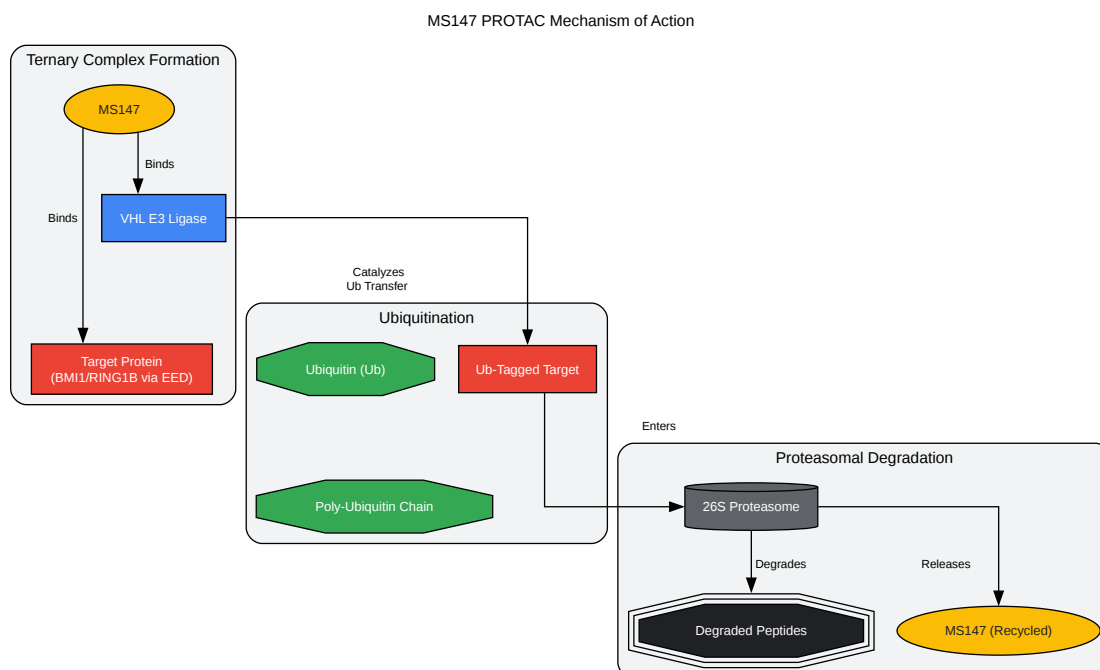 MS147 PROTAC Mechanism of Action
Ternary Complex Formation
MS147
Binds
VHL E3 Ligase
Binds
Target Protein
(BMI1/RING1B via EED)
Catalyzes
Ub Transfer
Ubiquitination
Ubiquitin (Ub)
Ub-Tagged Target
Poly-Ubiquitin Chain
Enters
Proteasomal Degradation
26S Proteasome
Degrades
Releases
Degraded Peptides
MS147 (Recycled)